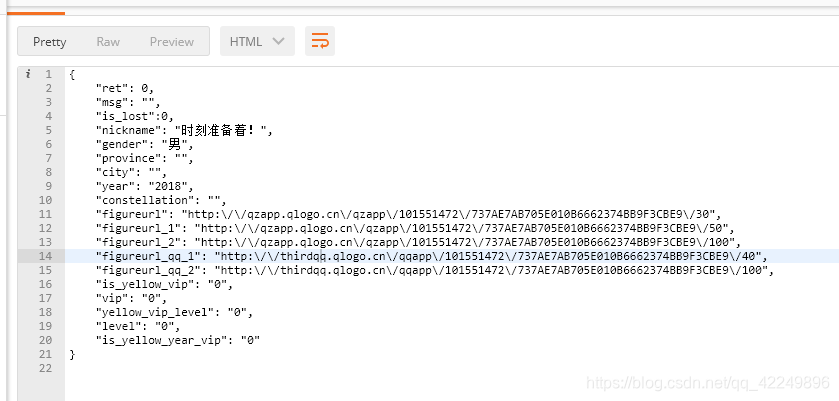 Pretty Raw Preview HTML
i 1 {
2 "ret": 0,
3 "msg": "",
4 "is_lost":0,
5 "nickname": "时刻准备着！",
6 "gender": "男",
7 "province": "",
8 "city": "",
9 "year": "2018",
10 "constellation": "",
11 "figureurl": "http:\/\/qzapp.qlogo.cn\/qzapp\/101551472\/737AE7AB705E010B6662374BB9F3CBE9\/30",
12 "figureurl_1": "http:\/\/qzapp.qlogo.cn\/qzapp\/101551472\/737AE7AB705E010B6662374BB9F3CBE9\/50",
13 "figureurl_2": "http:\/\/qzapp.qlogo.cn\/qzapp\/101551472\/737AE7AB705E010B6662374BB9F3CBE9\/100",
14 "figureurl_qq_1": "http:\/\/thirdqq.qlogo.cn\/qqapp\/101551472\/737AE7AB705E010B6662374BB9F3CBE9\/40",
15 "figureurl_qq_2": "http:\/\/thirdqq.qlogo.cn\/qqapp\/101551472\/737AE7AB705E010B6662374BB9F3CBE9\/100",
16 "is_yellow_vip": "0",
17 "vip": "0",
18 "yellow_vip_level": "0",
19 "level": "0",
20 "is_yellow_year_vip": "0"
21 }
22
https://blog.csdn.net/qq_42249896